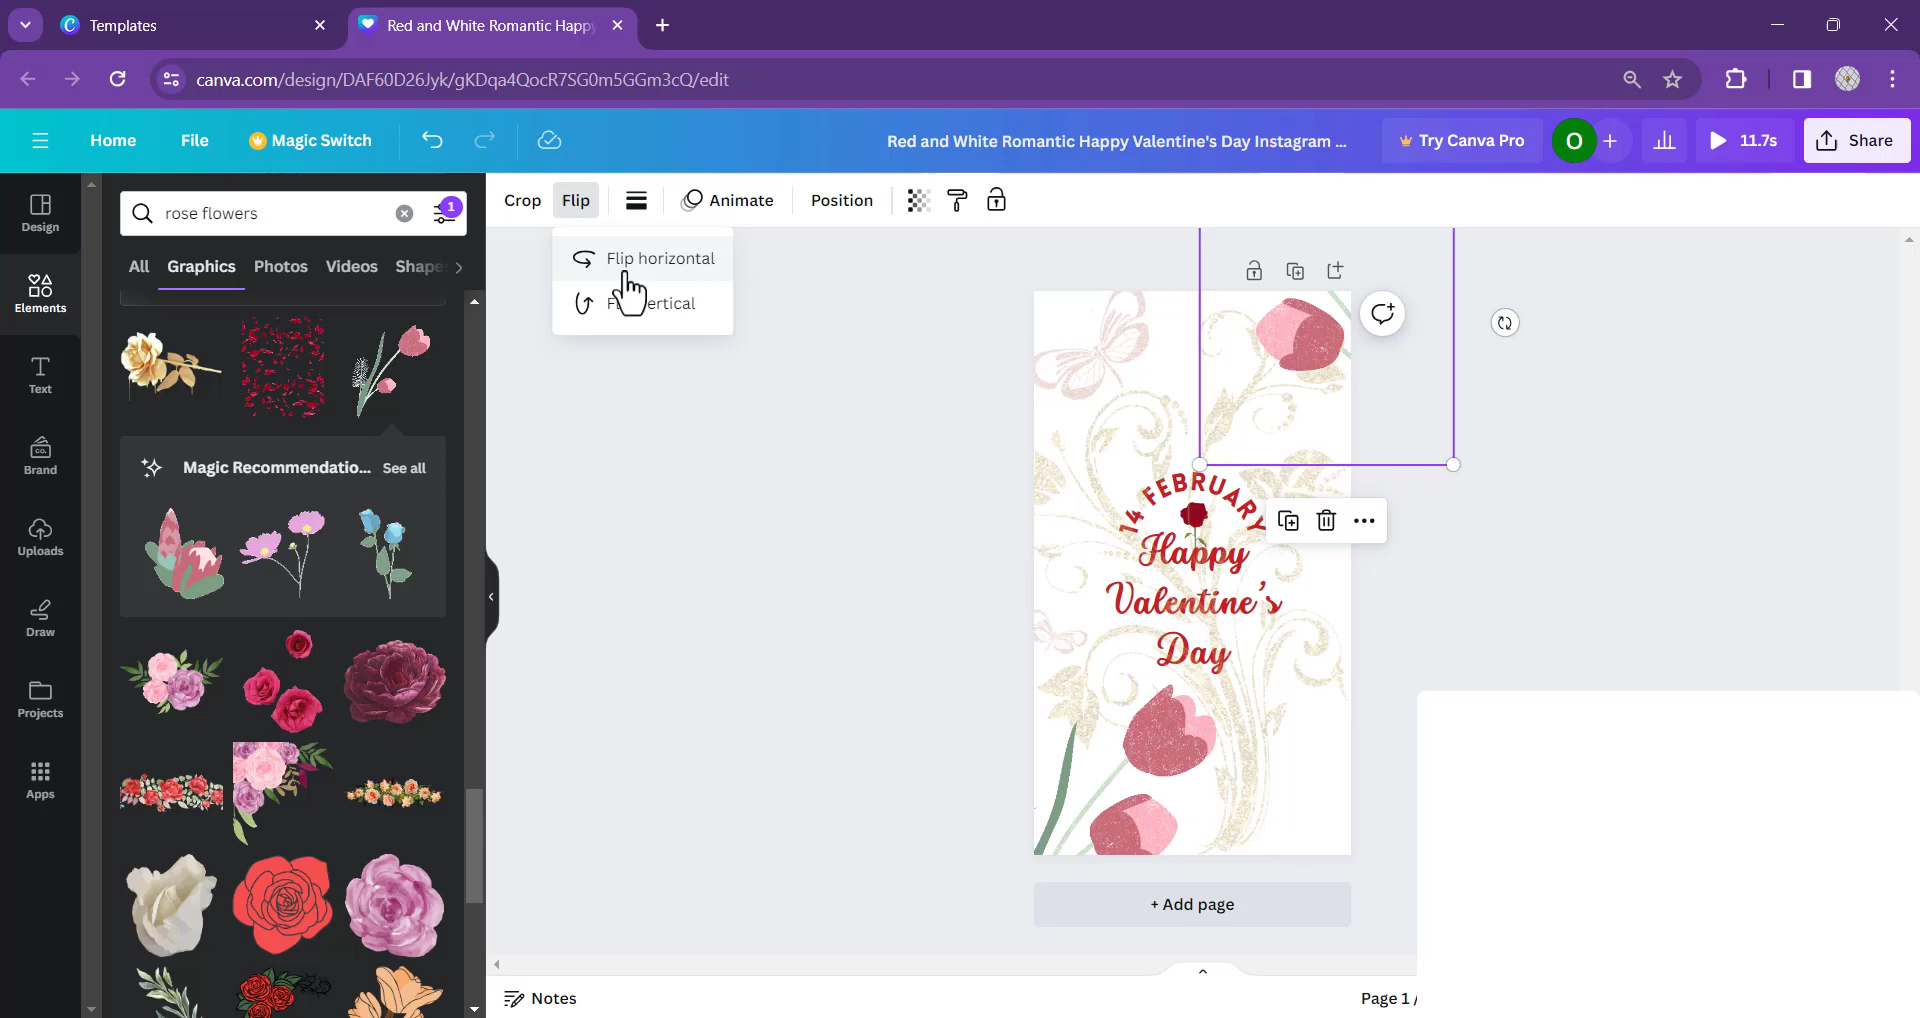 Templates
Red and White Romantic Happy
canva.com/design/DAF60D26Jyk/gKDqa4QocR7SG0m5GGm3cQ/edit
Home
File
Magic Switch
Red and White Romantic Happy Valentine's Day Instagram ...
Try Canva Pro
O
11.7s
Share
Design
Elements
Text
Brand
Uploads
Draw
Projects
Apps
rose flowers
1
All
Graphics
Photos
Videos
Shape
Magic Recommendatio...
See all
Crop
Flip
Animate
Position
Flip horizontal
14 FEBRUARY
Happy
Valentine's
Day
+ Add page
Notes
Page 1 /